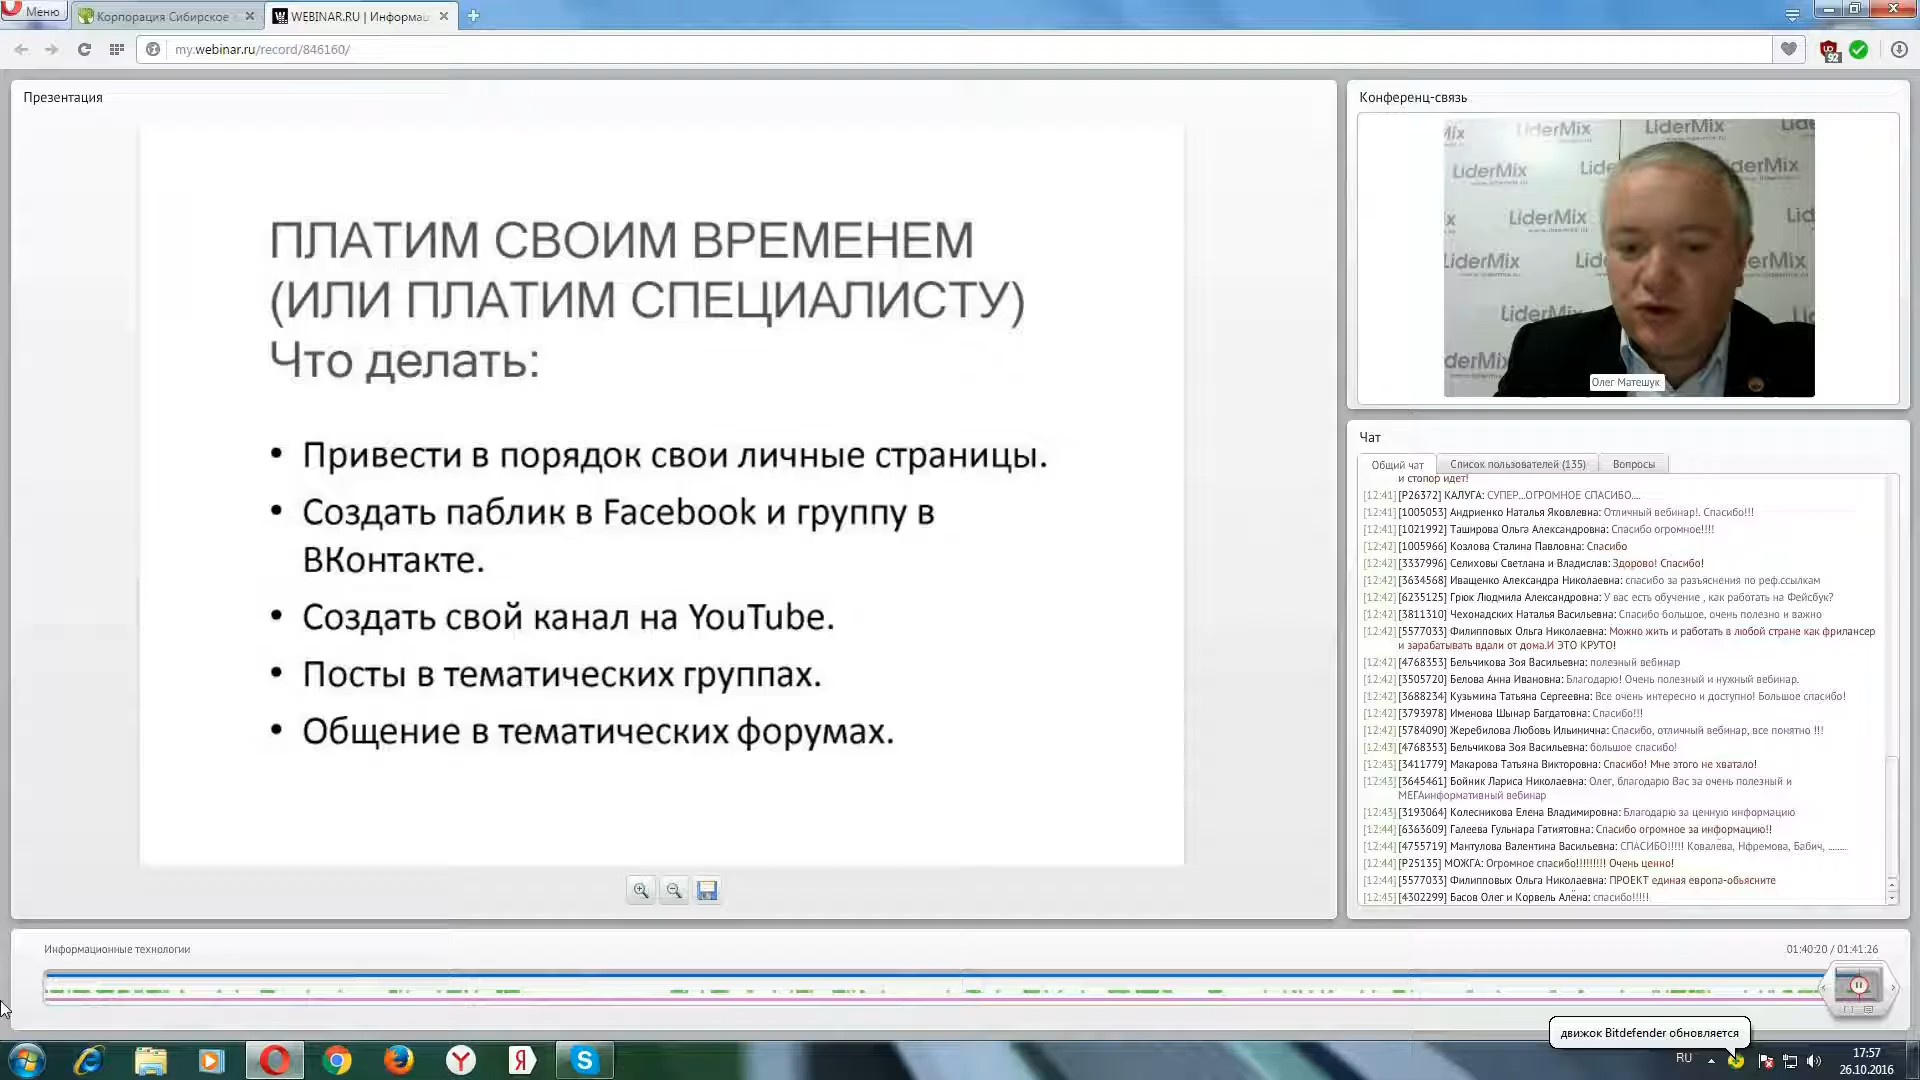 Меню
Корпорация Сибирское
WEBINAR.RU | Информац
my.webinar.ru/record/846160/
92
Презентация
ПЛАТИМ СВОИМ ВРЕМЕНЕМ
(ИЛИ ПЛАТИМ СПЕЦИАЛИСТУ)
Что делать:
• Привести в порядок свои личные страницы.
• Создать паблик в Facebook и группу в
ВКонтакте.
• Создать свой канал на YouTube.
• Посты в тематических группах.
• Общение в тематических форумах.
Конференц-связь
LiderMix
LiderMix
LiderMix
LiderMix
Олег Матешук
Чат
Общий чат
Список пользователей (135)
Вопросы
и стопор идет!
[12:41] [P26372] КАЛУГА: СУПЕР...ОГРОМНОЕ СПАСИБО....
[12:41] [1005053] Андриенко Наталья Яковлевна: Отличный вебинар!. Спасибо!!!
[12:41] [1021992] Таширова Ольга Александровна: Спасибо огромное!!!!
[12:42] [1005966] Козлова Сталина Павловна: Спасибо
[12:42] [3337996] Селиховы Светлана и Владислав: Здорово! Спасибо!
[12:42] [3634568] Иващенко Александра Николаевна: спасибо за разъяснения по реф.ссылкам
[12:42] [6235125] Грюк Людмила Александровна: У вас есть обучение , как работать на Фейсбук?
[12:42] [3811310] Чехонадских Наталья Васильевна: Спасибо большое, очень полезно и важно
[12:42] [5577033] Филипповых Ольга Николаевна: Можно жить и работать в любой стране как фрилансер
и зарабатывать вдали от дома.И ЭТО КРУТО!
[12:42] [4768353] Бельчикова Зоя Васильевна: полезный вебинар
[12:42] [3505720] Белова Анна Ивановна: Благодарю! Очень полезный и нужный вебинар.
[12:42] [3688234] Кузьмина Татьяна Сергеевна: Все очень интересно и доступно! Большое спасибо!
[12:42] [3793978] Именова Шынар Багдатовна: Спасибо!!!
[12:42] [5784090] Жеребилова Любовь Ильинична: Спасибо, отличный вебинар, все понятно !!!
[12:43] [4768353] Бельчикова Зоя Васильевна: большое спасибо!
[12:43] [3411779] Макарова Татьяна Викторовна: Спасибо! Мне этого не хватало!
[12:43] [3645461] Бойник Лариса Николаевна: Олег, благодарю Вас за очень полезный и
МЕГАинформативный вебинар
[12:43] [3193064] Колесникова Елена Владимировна: Благодарю за ценную информацию
[12:44] [6363609] Галеева Гульнара Гатиятовна: Спасибо огромное за информацию!!
[12:44] [4755719] Мантулова Валентина Васильевна: СПАСИБО!!!!! Ковалева, Нфремова, Бабич, ........
[12:44] [P25135] МОЖГА: Огромное спасибо!!!!!!!!! Очень ценно!
[12:44] [5577033] Филипповых Ольга Николаевна: ПРОЕКТ единая европа-обьясните
[12:45] [4302299] Басов Олег и Корвель Алёна: спасибо!!!!!
Информационные технологии
01:40:20 / 01:41:26
движок Bitdefender обновляется
RU
17:57
26.10.2016